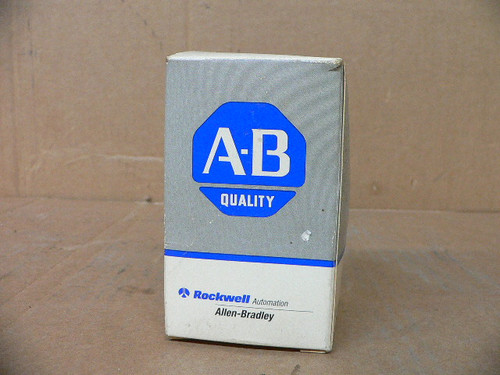 A-B
QUALITY
Rockwell Automation
Allen-Bradley